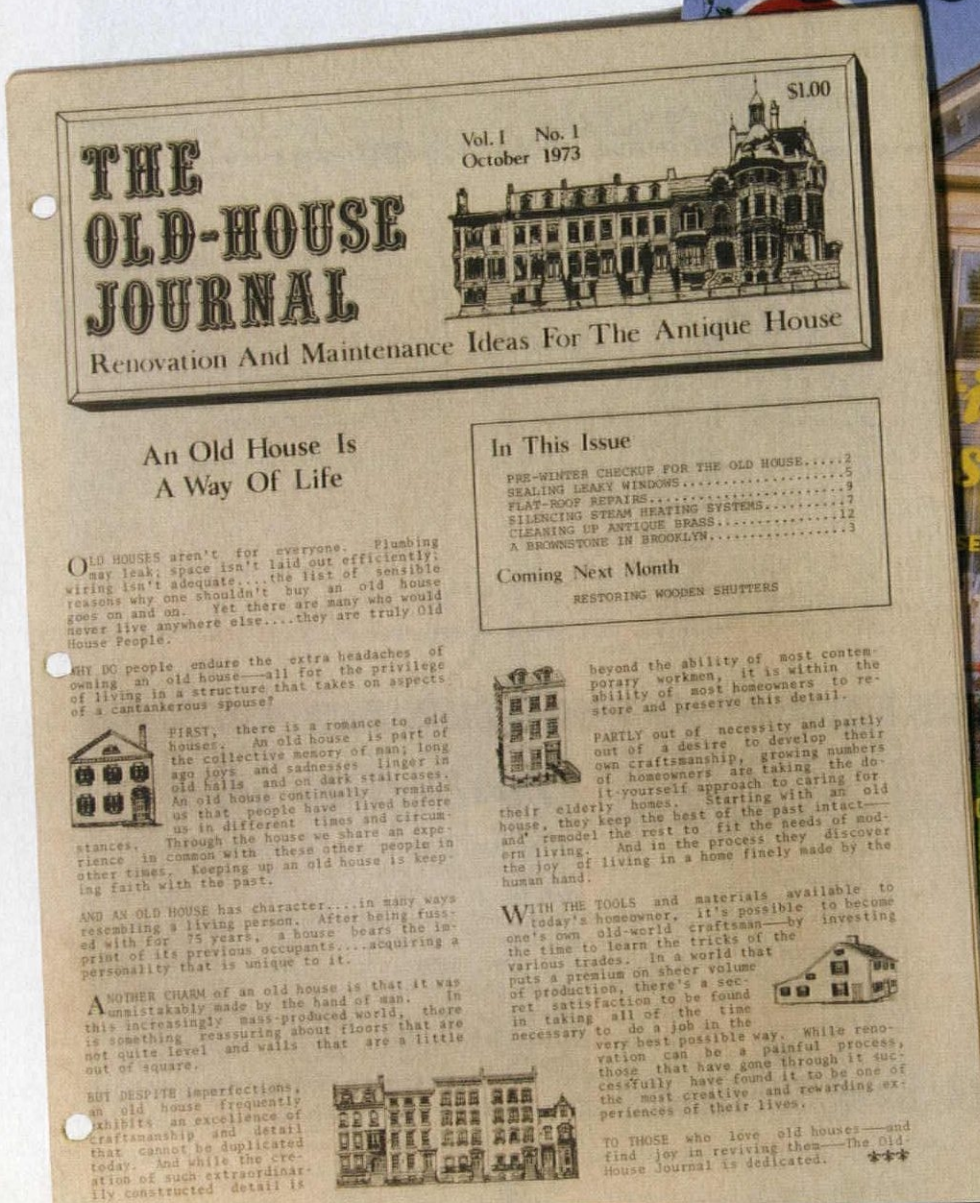 $1.00
Vol. I No. 1
October 1973
THE
OLD-HOUSE
JOURNAL
Renovation And Maintenance Ideas For The Antique House
An Old House Is
A Way Of Life
OLD HOUSES aren't for everyone. Plumbing
may leak; space isn't laid out efficiently;
wiring isn't adequate....the list of sensible
reasons why one shouldn't buy an old house
goes on and on. Yet there are many who would
never live anywhere else....they are truly Old
House People.
WHY DO people endure the extra headaches of
owning an old house—all for the privilege
of living in a structure that takes on aspects
of a cantankerous spouse?
FIRST, there is a romance to old
houses. An old house is part of
the collective memory of man; long
ago joys and sadnesses linger in
old halls and on dark staircases.
An old house continually reminds
us that people have lived before
us in different times and circum-
stances. Through the house we share an expe-
rience in common with these other people in
other times. Keeping up an old house is keep-
ing faith with the past.
AND AN OLD HOUSE has character....in many ways
resembling a living person. After being fuss-
ed with for 75 years, a house bears the im-
print of its previous occupants....acquiring a
personality that is unique to it.
ANOTHER CHARM of an old house is that it was
unmistakably made by the hand of man. In
this increasingly mass-produced world, there
is something reassuring about floors that are
not quite level and walls that are a little
out of square.
BUT DESPITE imperfections,
an old house frequently
exhibits an excellence of
craftsmanship and detail
that cannot be duplicated
today. And while the cre-
ation of such extraordinar-
ily constructed detail is
In This Issue
PRE-WINTER CHECKUP FOR THE OLD HOUSE.....2
SEALING LEAKY WINDOWS.....................5
FLAT-ROOF REPAIRS.........................9
SILENCING STEAM HEATING SYSTEMS...........7
CLEANING UP ANTIQUE BRASS................12
A BROWNSTONE IN BROOKLYN..................3
Coming Next Month
RESTORING WOODEN SHUTTERS
beyond the ability of most contem-
porary workmen, it is within the
ability of most homeowners to re-
store and preserve this detail.
PARTLY out of necessity and partly
out of a desire to develop their
own craftsmanship, growing numbers
of homeowners are taking the do-
it-yourself approach to caring for
their elderly homes. Starting with an old
house, they keep the best of the past intact—
and remodel the rest to fit the needs of mod-
ern living. And in the process they discover
the joy of living in a home finely made by the
human hand.
WITH THE TOOLS and materials available to
today's homeowner, it's possible to become
one's own old-world craftsman—by investing
the time to learn the tricks of the
various trades. In a world that
puts a premium on sheer volume
of production, there's a sec-
ret satisfaction to be found
in taking all of the time
necessary to do a job in the
very best possible way. While reno-
vation can be a painful process,
those that have gone through it suc-
cessfully have found it to be one of
the most creative and rewarding ex-
periences of their lives.
TO THOSE who love old houses—and
find joy in reviving them—The Old-
House Journal is dedicated. ***